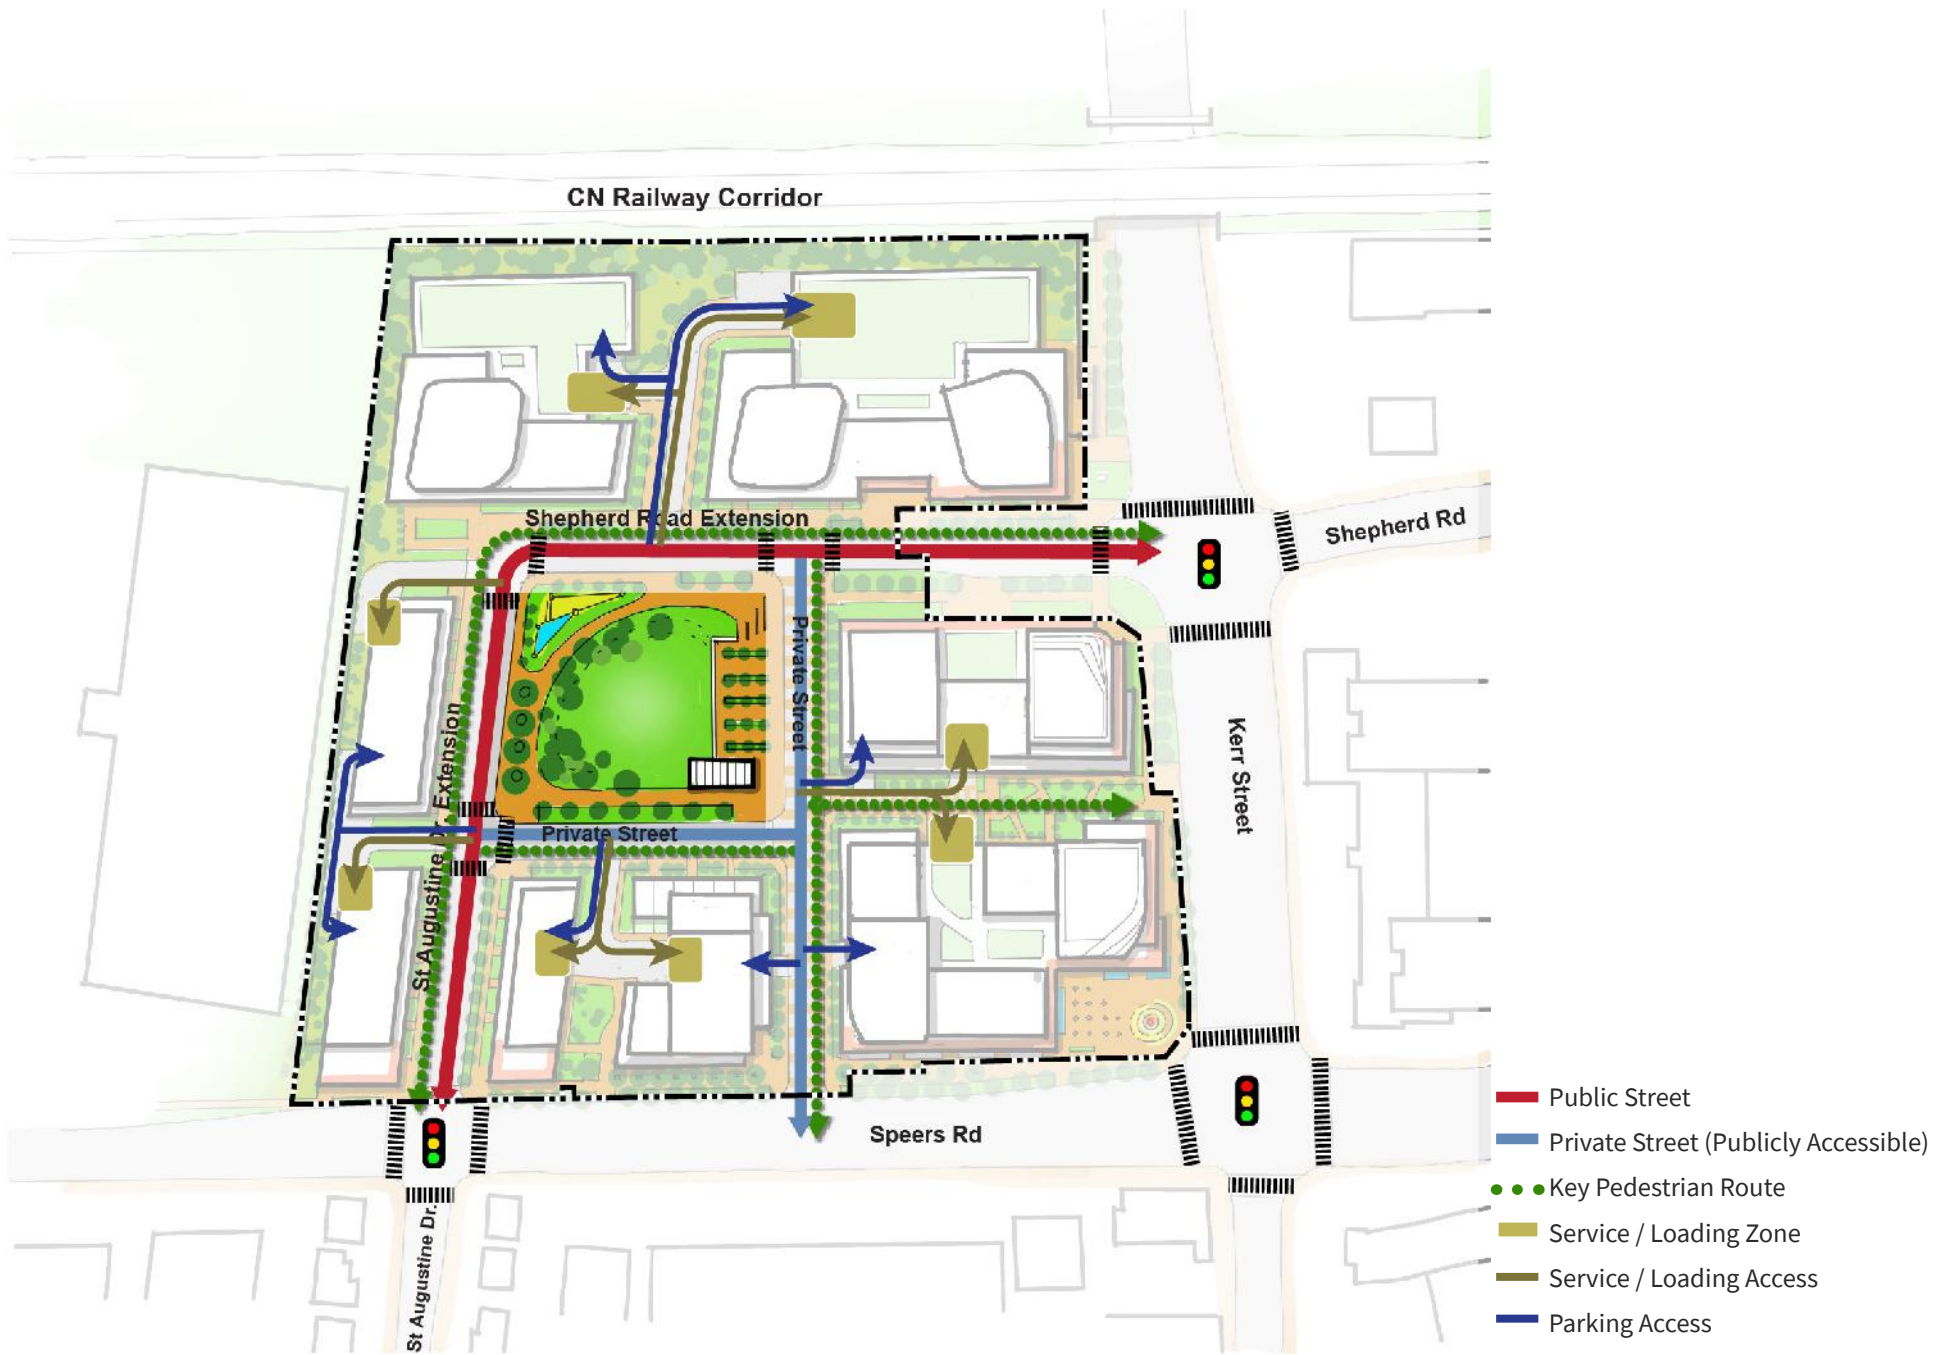 CN Railway Corridor
Shepherd Road Extension
Shepherd Rd
Private Street
St Augustine Dr. Extension
Kerr Street
Private Street
Speers Rd
St Augustine Dr.
Public Street
Private Street (Publicly Accessible)
Key Pedestrian Route
Service / Loading Zone
Service / Loading Access
Parking Access